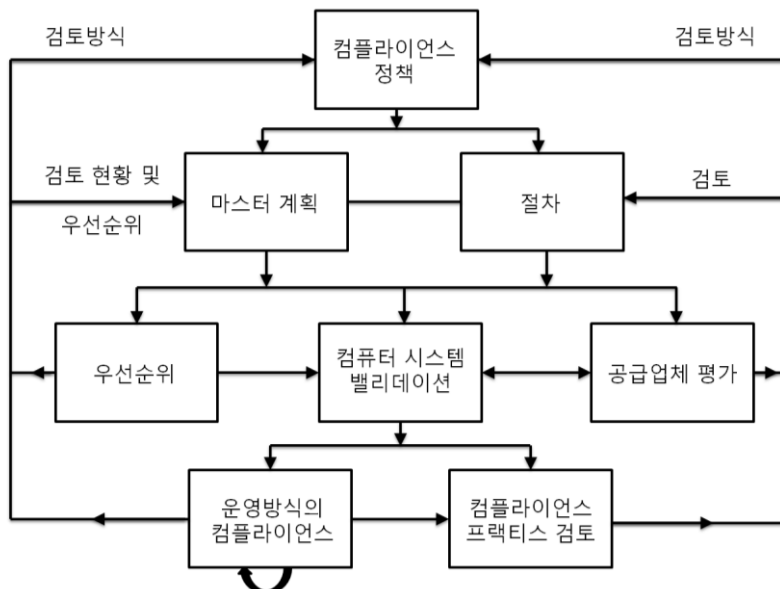 검토방식
컴플라이언스
정책
검토방식
검토 현황 및
우선순위
마스터 계획
절차
검토
우선순위
컴퓨터 시스템
밸리데이션
공급업체 평가
운영방식의
컴플라이언스
컴플라이언스
프랙티스 검토